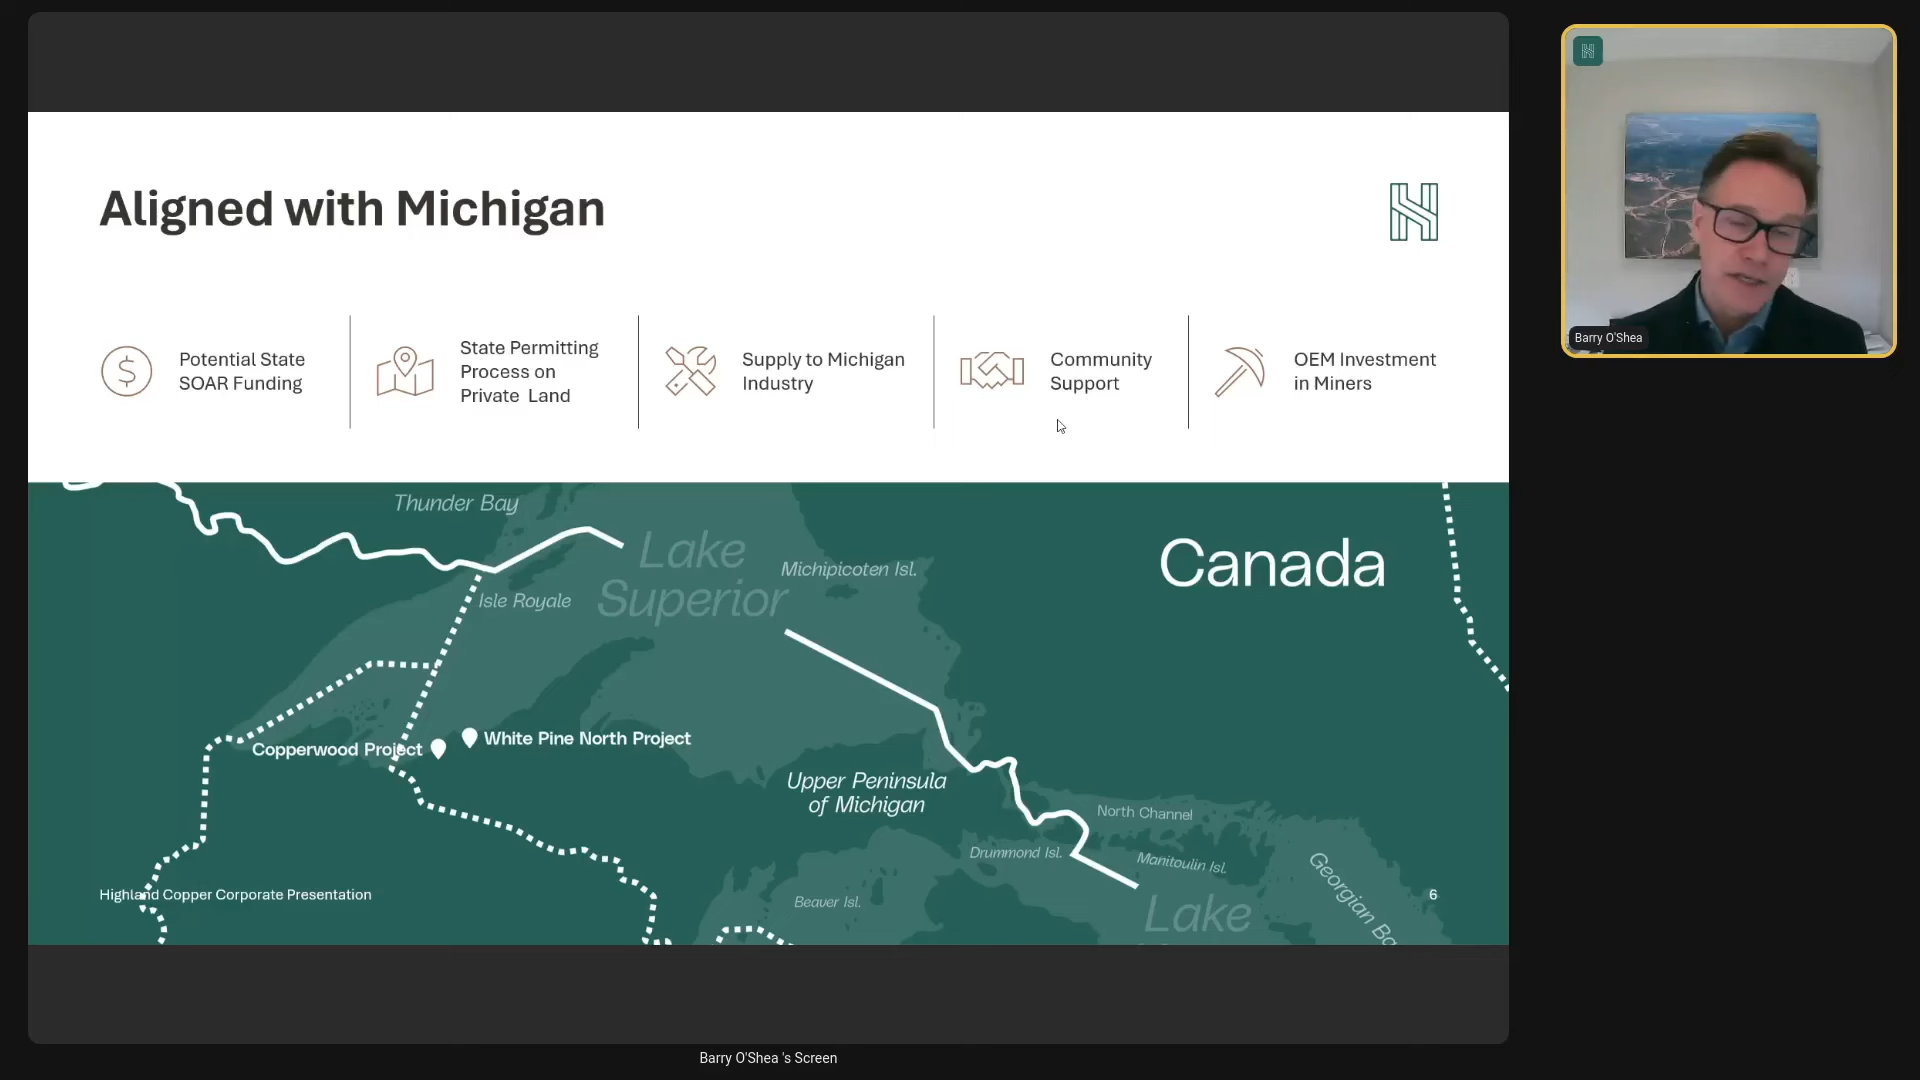 Aligned with Michigan
Potential State
SOAR Funding
State Permitting
Process on
Private Land
Supply to Michigan
Industry
Community
Support
OEM Investment
in Miners
Thunder Bay
Lake
Superior
Michipicoten Isl.
Canada
Isle Royale
Copperwood Project
White Pine North Project
Upper Peninsula
of Michigan
North Channel
Drummond Isl.
Manitoulin Isl.
Georgian Ba
Beaver Isl.
Lake
Highland Copper Corporate Presentation
6
Barry O'Shea
Barry O'Shea 's Screen